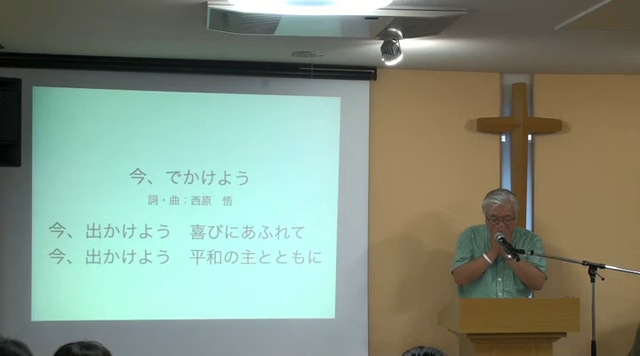 今、でかけよう
詞・曲：西原　悟
今、出かけよう　喜びにあふれて
今、出かけよう　平和の主とともに